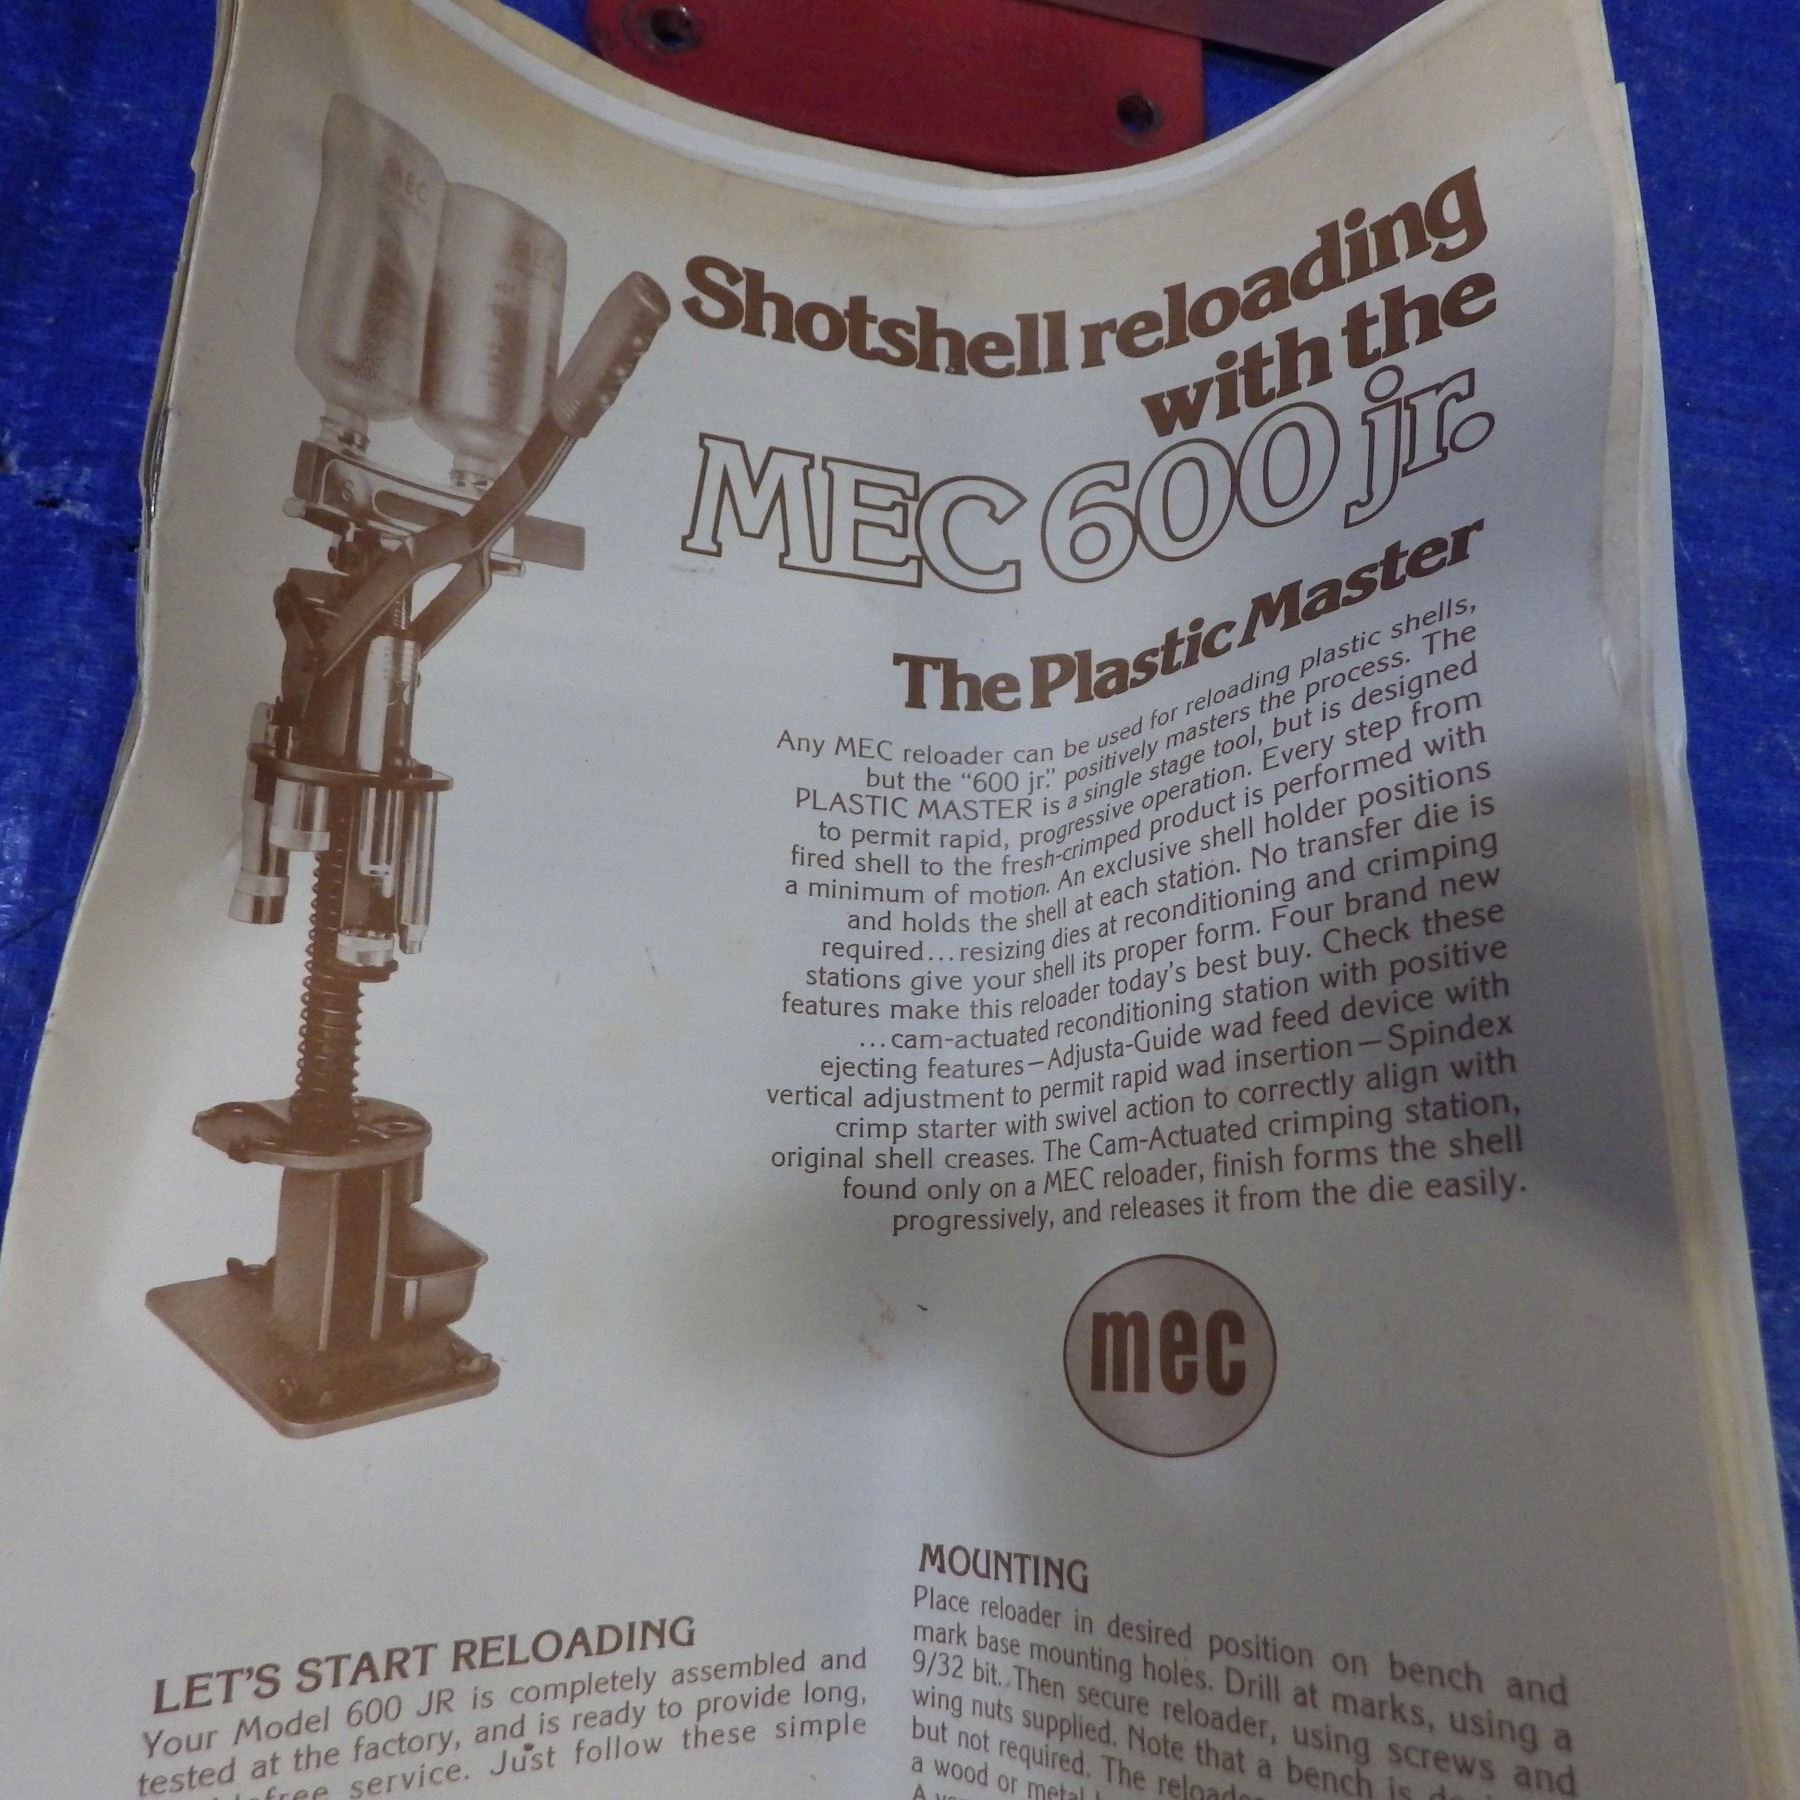 MEC
MEC
Shotshell reloading
with the
MEC 600 jr.
The Plastic Master
Any MEC reloader can be used for reloading plastic shells,
but the “600 jr.” positively masters the process. The
PLASTIC MASTER is a single stage tool, but is designed
to permit rapid, progressive operation. Every step from
fired shell to the fresh-crimped product is performed with
a minimum of motion. An exclusive shell holder positions
and holds the shell at each station. No transfer die is
required...resizing dies at reconditioning and crimping
stations give your shell its proper form. Four brand new
features make this reloader today's best buy. Check these
...cam-actuated reconditioning station with positive
ejecting features—Adjusta-Guide wad feed device with
vertical adjustment to permit rapid wad insertion—Spindex
crimp starter with swivel action to correctly align with
original shell creases. The Cam-Actuated crimping station,
found only on a MEC reloader, finish forms the shell
progressively, and releases it from the die easily.
mec
LET'S START RELOADING
Your Model 600 JR is completely assembled and
tested at the factory, and is ready to provide long,
service. Just follow these simple
MOUNTING
Place reloader in desired position on bench and
mark base mounting holes. Drill at marks, using a
9/32 bit. Then secure reloader, using screws and
wing nuts supplied. Note that a bench is
but not required. The
a wood or metal